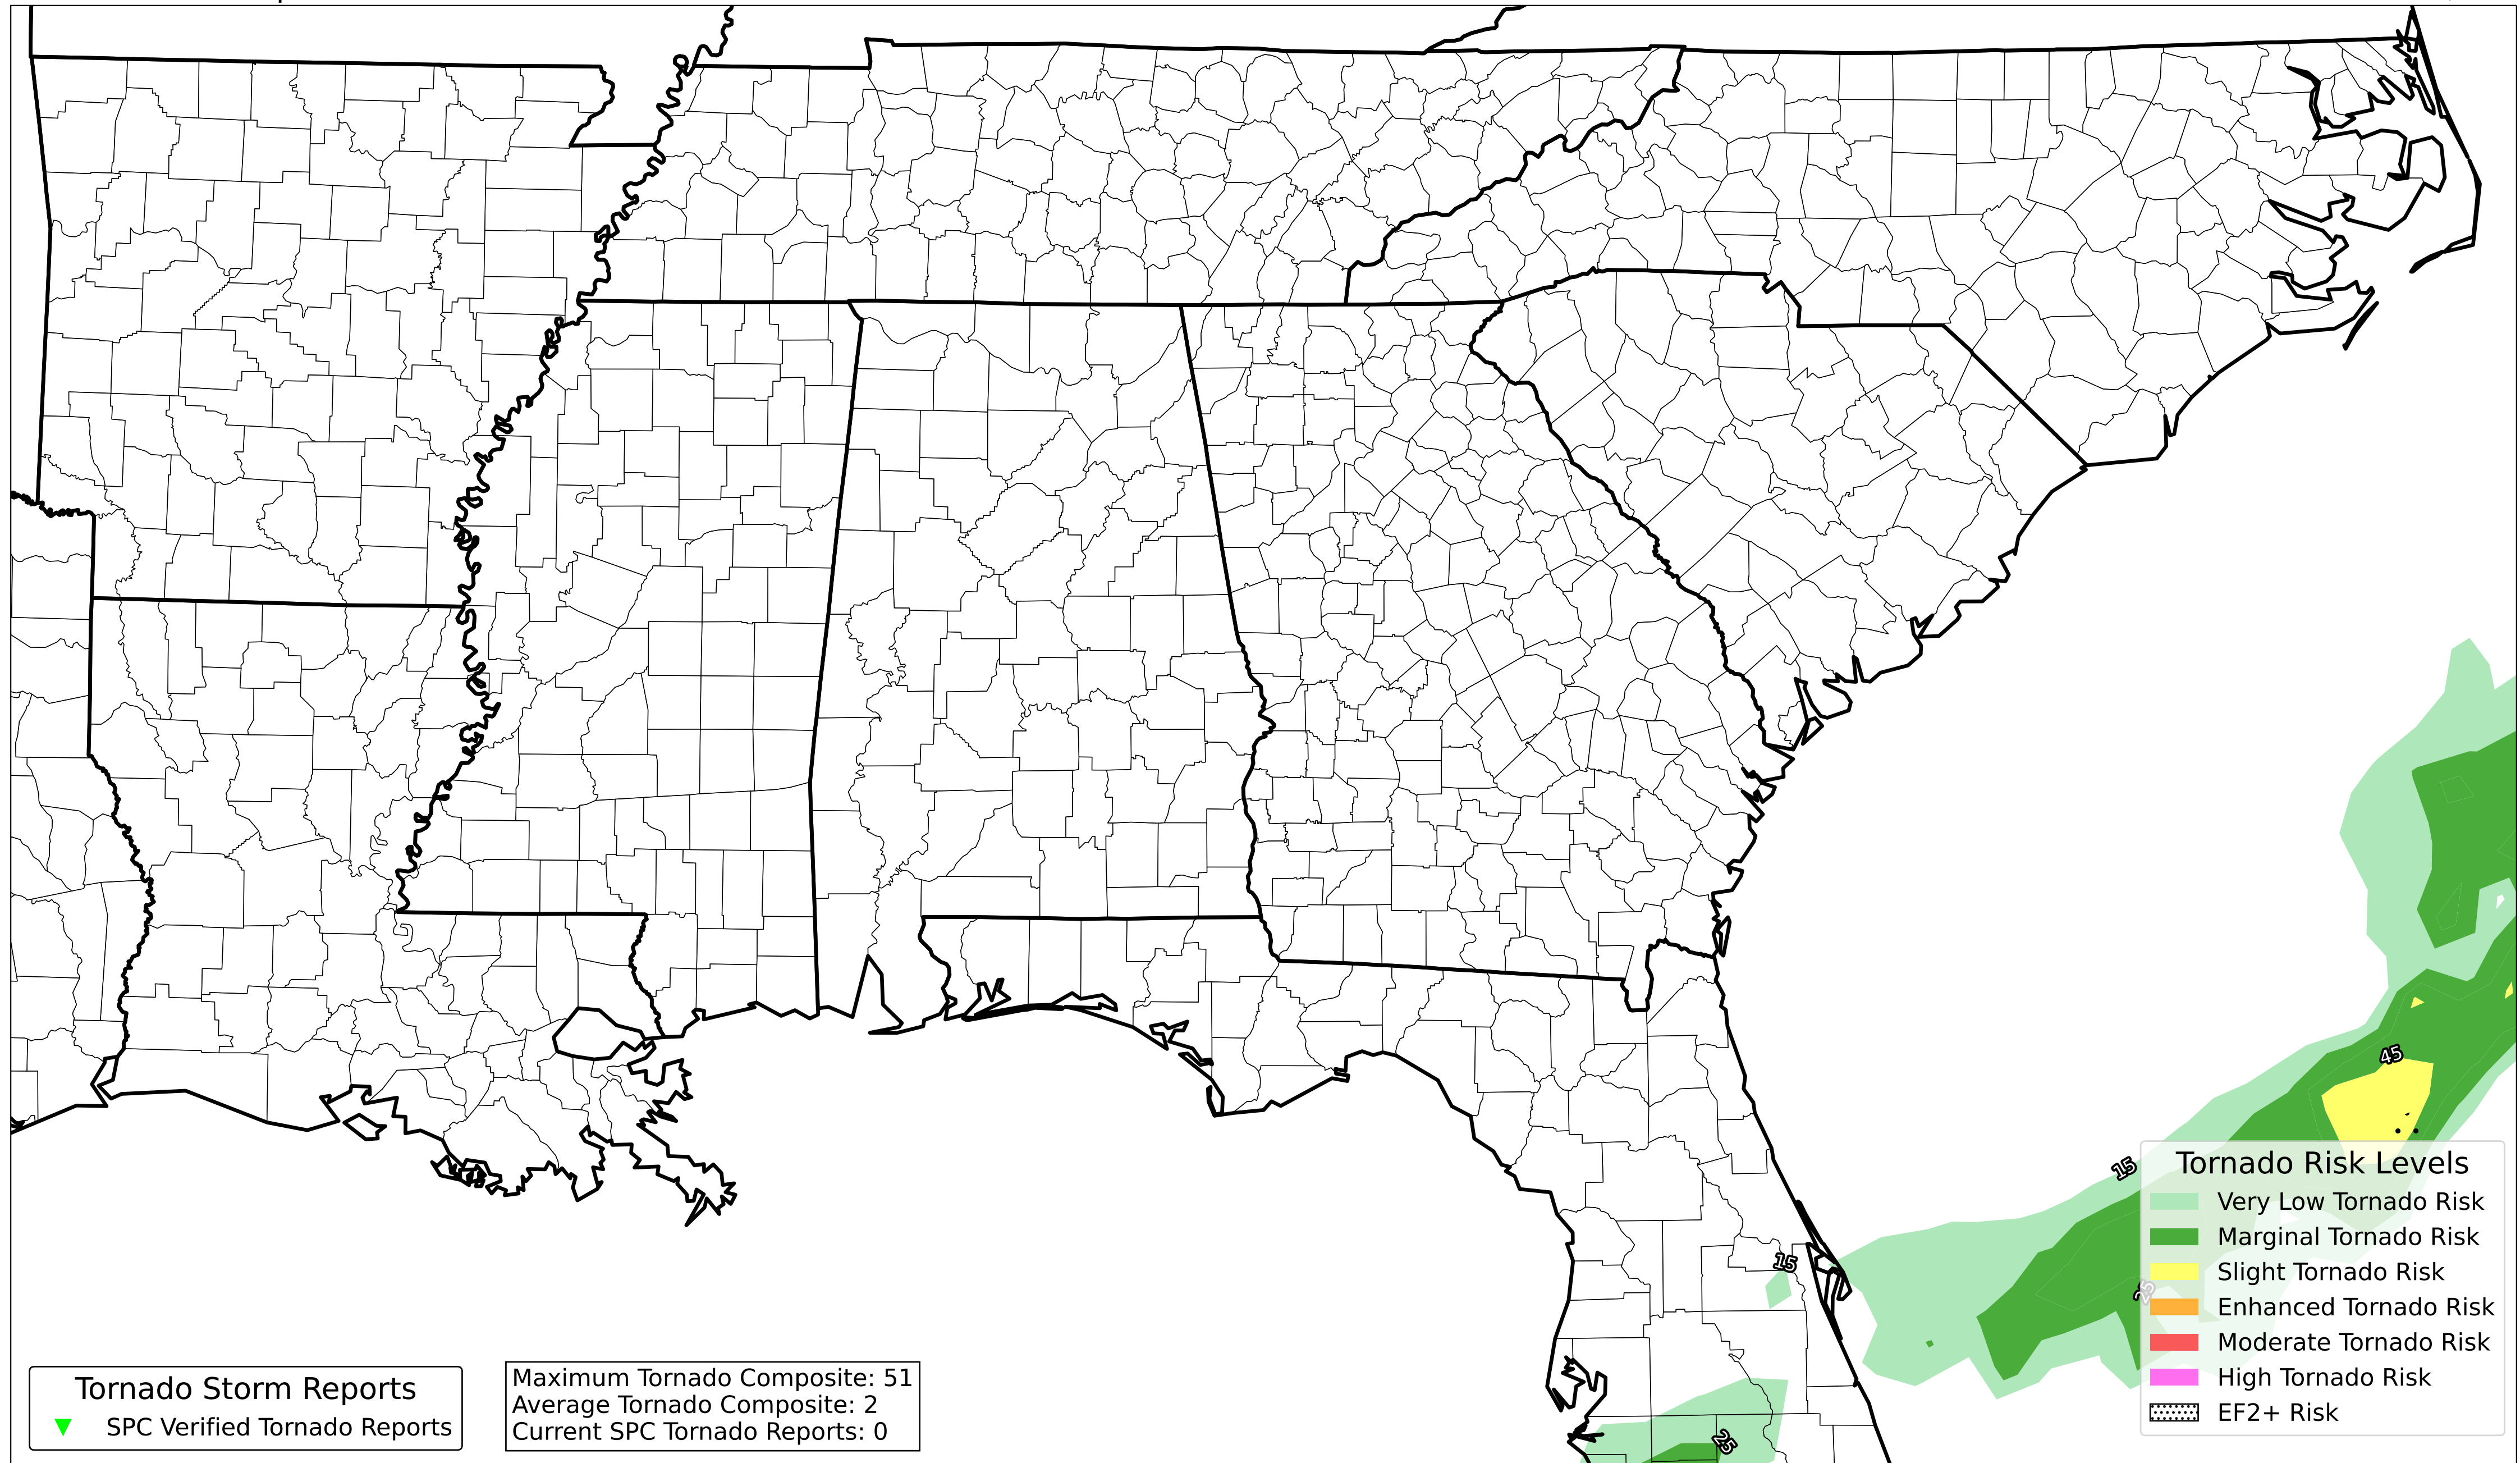 45
15
15
25
25
Tornado Risk Levels
Very Low Tornado Risk
Marginal Tornado Risk
Slight Tornado Risk
Enhanced Tornado Risk
Moderate Tornado Risk
High Tornado Risk
EF2+ Risk
Tornado Storm Reports
SPC Verified Tornado Reports
Maximum Tornado Composite: 51
Average Tornado Composite: 2
Current SPC Tornado Reports: 0